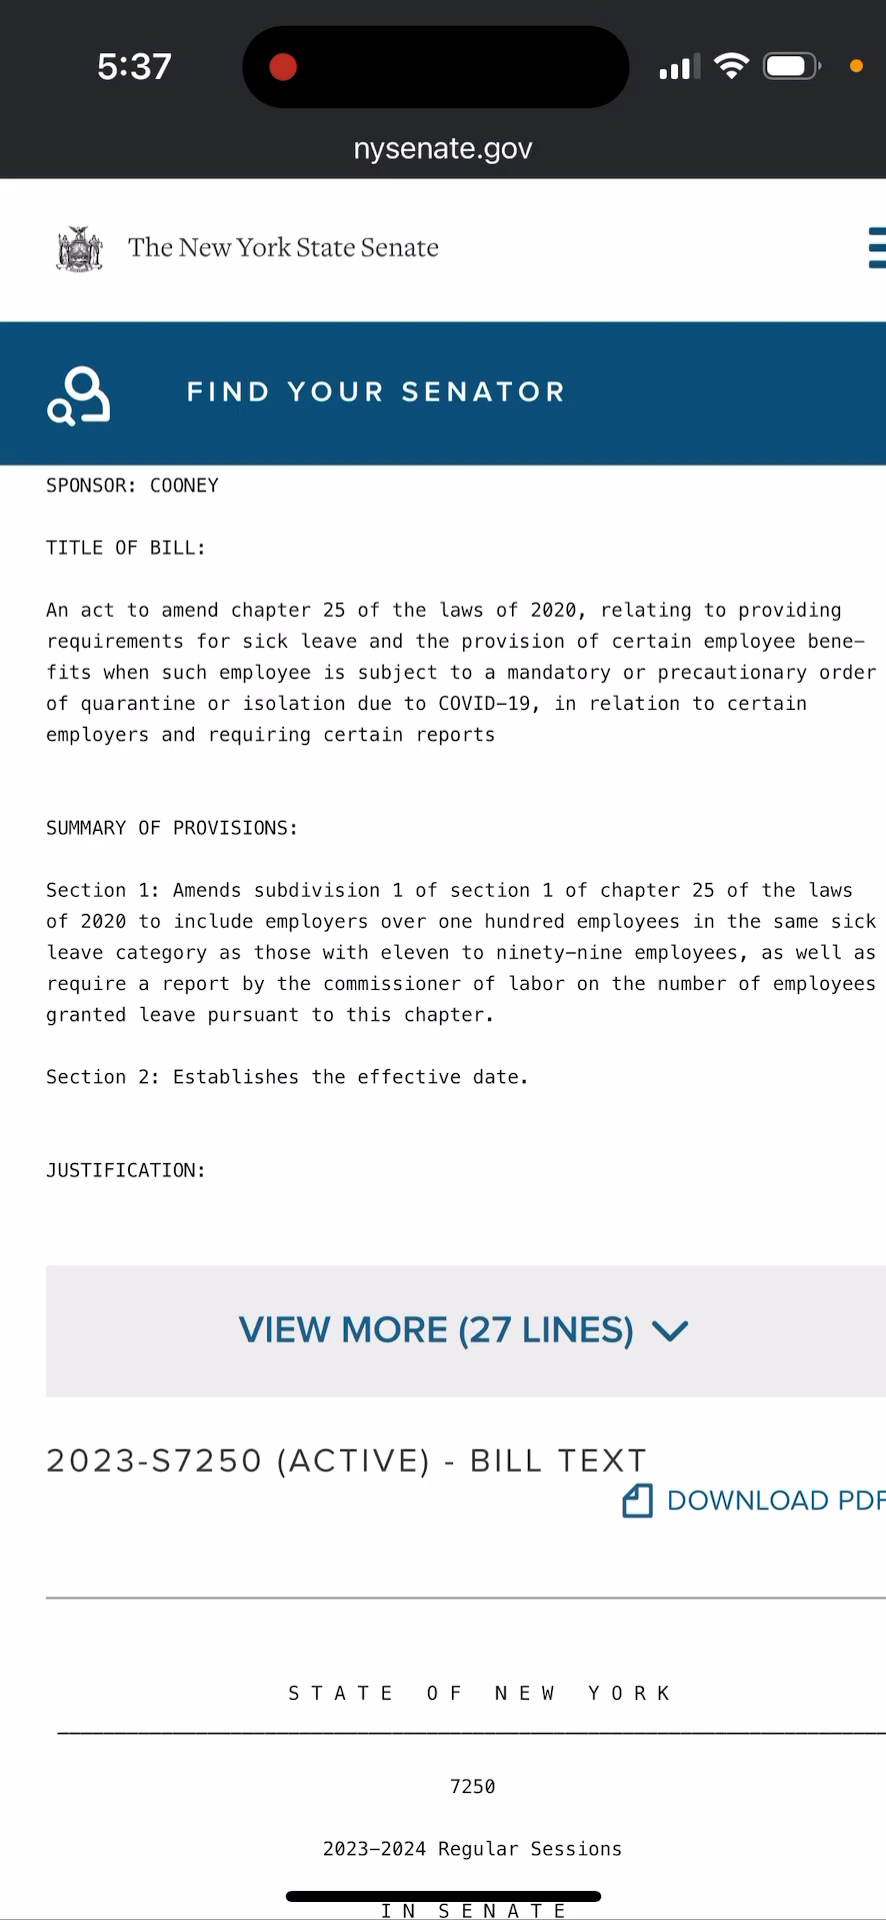 5:37
nysenate.gov
The New York State Senate
FIND YOUR SENATOR
SPONSOR: COONEY
TITLE OF BILL:
An act to amend chapter 25 of the laws of 2020, relating to providing
requirements for sick leave and the provision of certain employee bene-
fits when such employee is subject to a mandatory or precautionary order
of quarantine or isolation due to COVID-19, in relation to certain
employers and requiring certain reports
SUMMARY OF PROVISIONS:
Section 1: Amends subdivision 1 of section 1 of chapter 25 of the laws
of 2020 to include employers over one hundred employees in the same sick
leave category as those with eleven to ninety-nine employees, as well as
require a report by the commissioner of labor on the number of employees
granted leave pursuant to this chapter.
Section 2: Establishes the effective date.
JUSTIFICATION:
VIEW MORE (27 LINES)
2023-S7250 (ACTIVE) - BILL TEXT
DOWNLOAD PDF
STATE OF NEW YORK
7250
2023-2024 Regular Sessions
IN SENATE